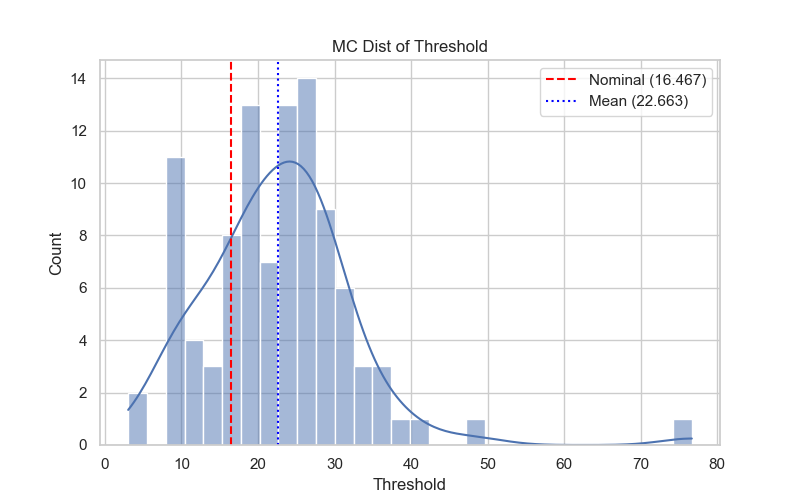 MC Dist of Threshold
Nominal (16.467)
Mean (22.663)
Count
14
12
10
8
6
4
2
0
0 10 20 30 40 50 60 70 80
Threshold